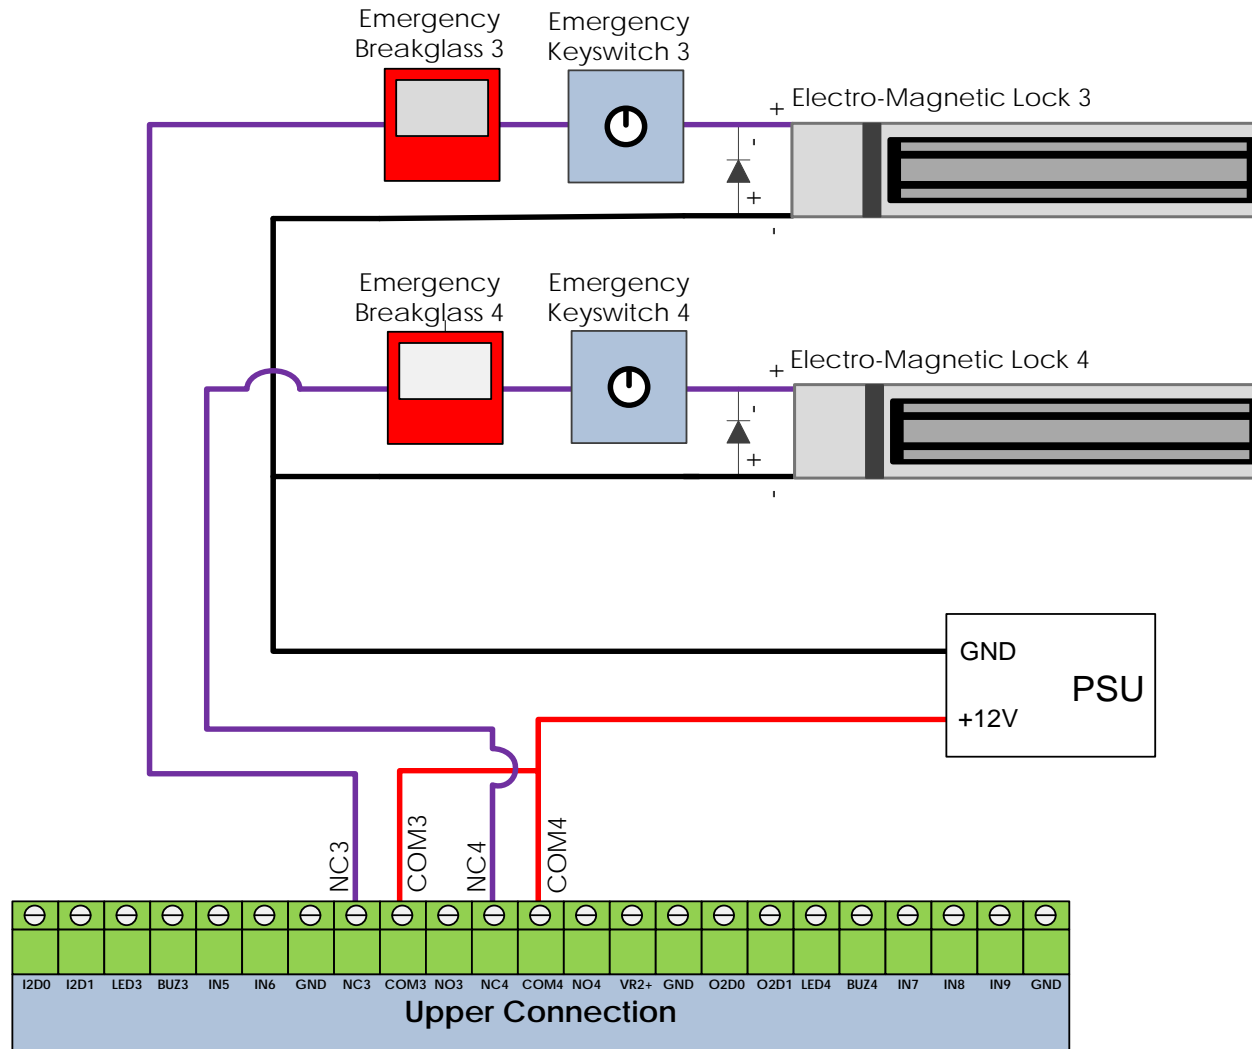 Emergency
Breakglass 3
Emergency
Keyswitch 3
+ Electro-Magnetic Lock 3
-
+
-
Emergency
Breakglass 4
Emergency
Keyswitch 4
+ Electro-Magnetic Lock 4
-
+
-
GND
PSU
+12V
NC3
COM3
NC4
COM4
I2D0 I2D1 LED3 BUZ3 IN5 IN6 GND NC3 COM3 NO3 NC4 COM4 NO4 VR2+ GND O2D0 O2D1 LED4 BUZ4 IN7 IN8 IN9 GND
Upper Connection